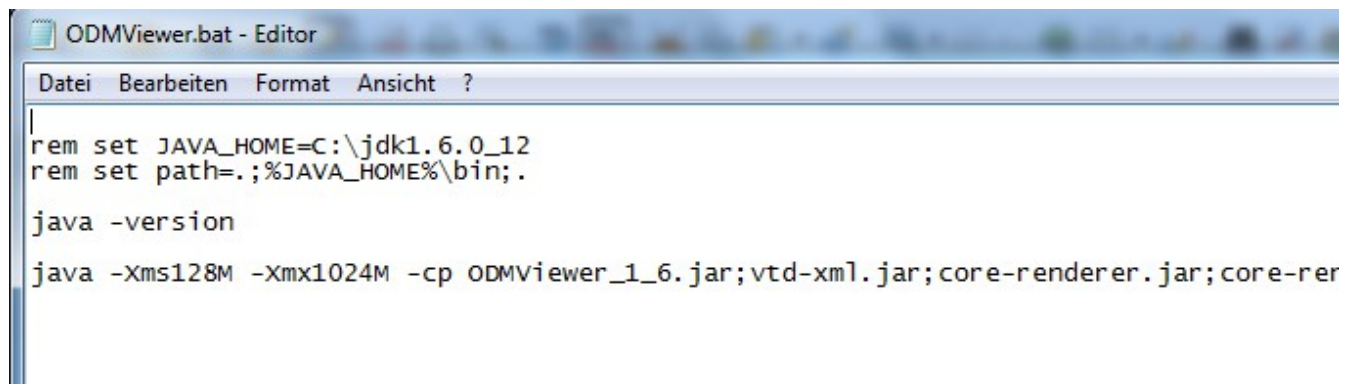 ODMViewer.bat - Editor
Datei Bearbeiten Format Ansicht ?
rem set JAVA_HOME=C:\jdk1.6.0_12
rem set path=.;%JAVA_HOME%\bin;.
java -version
java -Xms128M -Xmx1024M -cp ODMViewer_1_6.jar;vtd-xml.jar;core-renderer.jar;core-rer